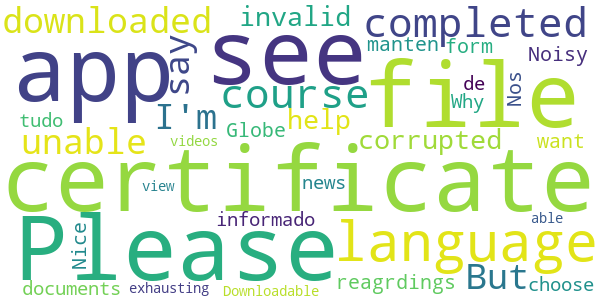 downloaded invalid completed
app say see manten form Noisy
I'm course file de Nos
tudo Globe help Why
unable videos corrupted want
certificate
view news
Please Nice informado language able
documents exhausting Downloadable reagrdings But choose